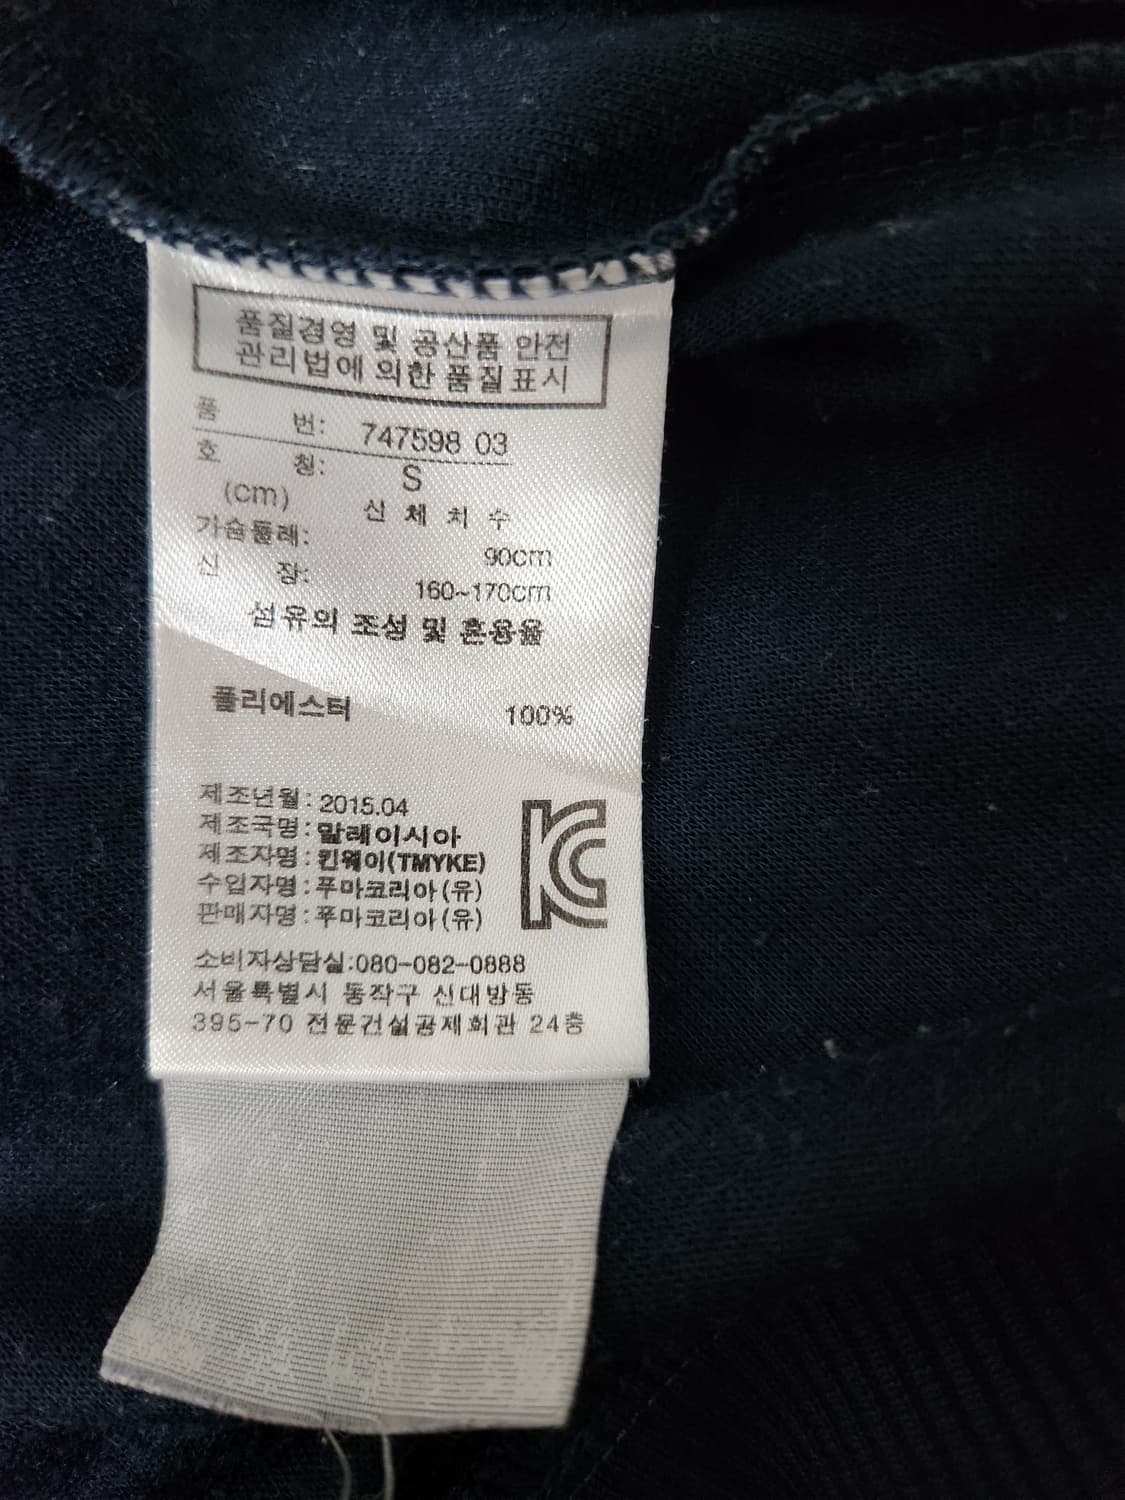 품질경영 및 공산품 안전
관리법에 의한 품질표시
품 번: 747598 03
호 칭: S
(cm) 신 체 치 수
가슴둘레: 90cm
신 장: 160~170cm
섬유의 조성 및 혼용율
폴리에스터 100%
제조년월: 2015.04
제조국명: 말레이시아
제조자명: 킨웨이(TMYKE)
수입자명: 푸마코리아(유)
판매자명: 푸마코리아(유)
KC
소비자상담실:080-082-0888
서울특별시 동작구 신대방동
395-70 전문건설공제회관 24층